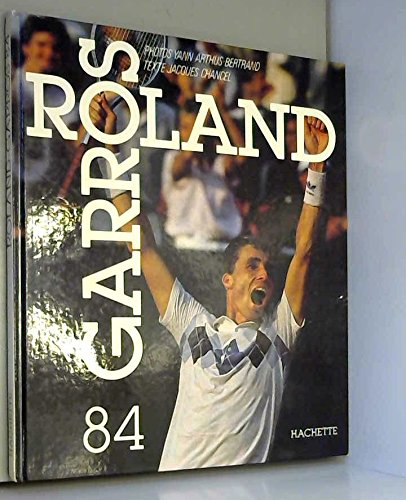 PHOTOS YANN ARTHUS BERTRAND
TEXTE JACQUES CHANCEL
ROLAND
GARROS
84
HACHETTE